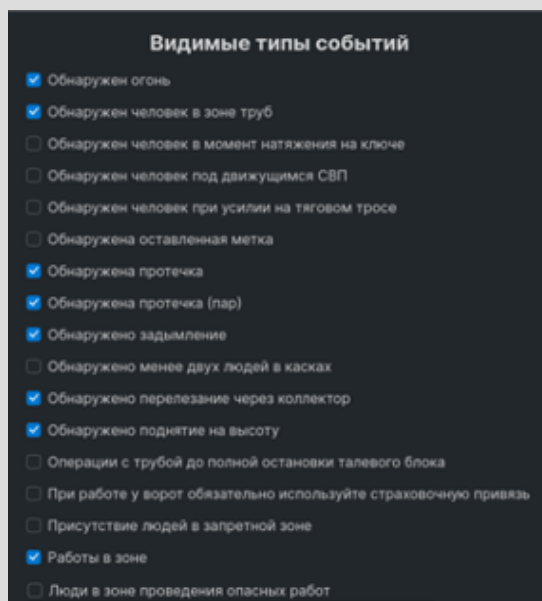 Видимые типы событий
Обнаружен огонь
Обнаружен человек в зоне труб
Обнаружен человек в момент натяжения на ключе
Обнаружен человек под движущимся СВП
Обнаружен человек при усилии на тяговом тросе
Обнаружена оставленная метка
Обнаружена протечка
Обнаружена протечка (пар)
Обнаружено задымление
Обнаружено менее двух людей в касках
Обнаружено перелезание через коллектор
Обнаружено поднятие на высоту
Операции с трубой до полной остановки талевого блока
При работе у ворот обязательно используйте страховочную привязь
Присутствие людей в запретной зоне
Работы в зоне
Люди в зоне проведения опасных работ